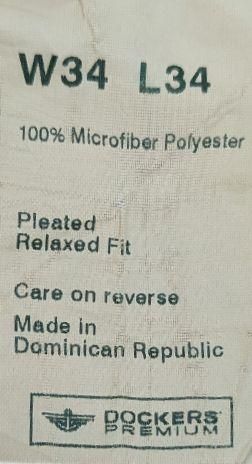 W34 L34
100% Microfiber Polyester
Pleated
Relaxed Fit
Care on reverse
Made in
Dominican Republic
DOCKERS
PREMIUM